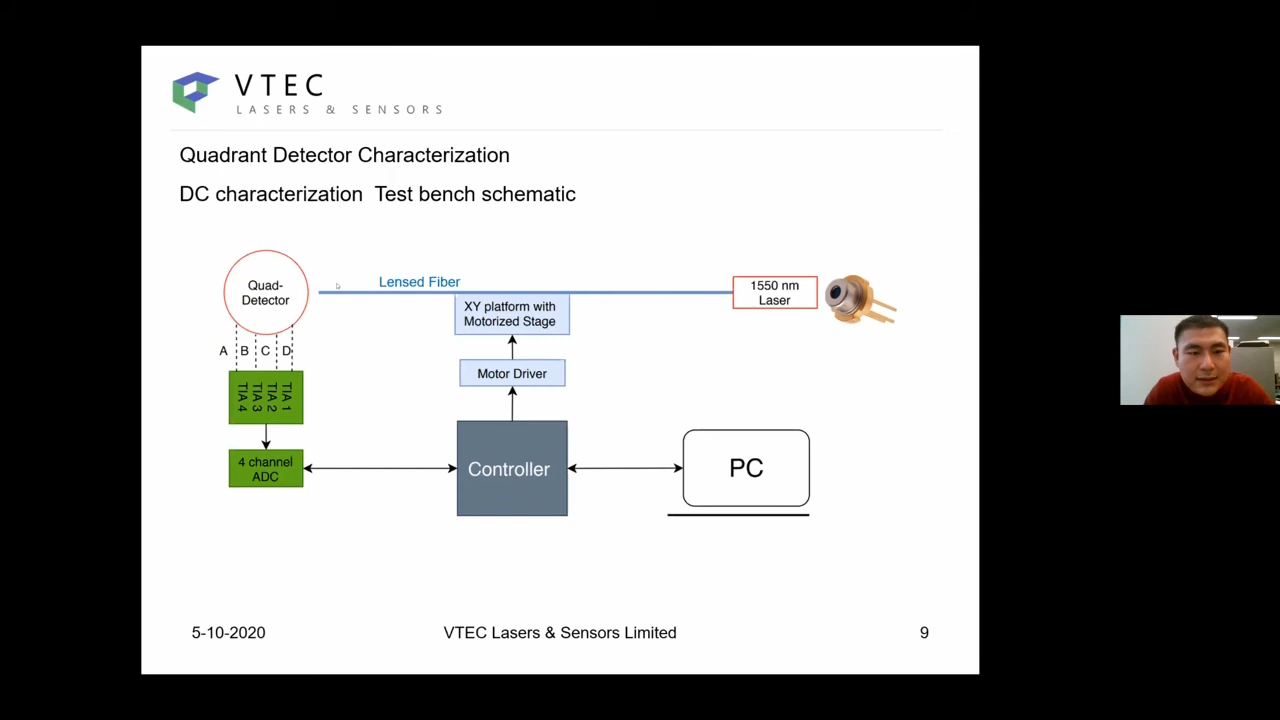 VTEC
LASERS & SENSORS
Quadrant Detector Characterization
DC characterization Test bench schematic
Quad-
Detector
Lensed Fiber
1550 nm
Laser
XY platform with
Motorized Stage
A B C D
Motor Driver
TIA 4
TIA 3
TIA 2
TIA 1
4 channel
ADC
Controller
PC
5-10-2020
VTEC Lasers & Sensors Limited
9